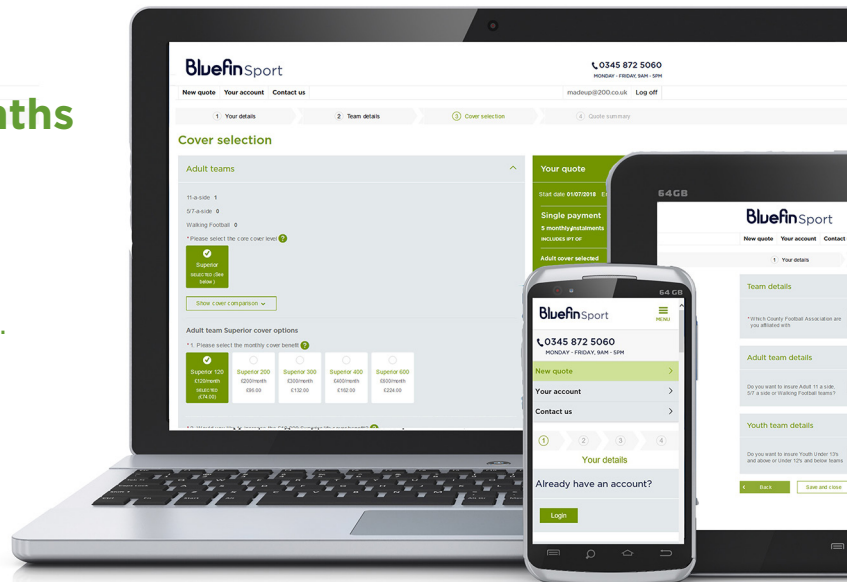 Bluefin Sport
0345 872 5060
MONDAY - FRIDAY, 9AM - 5PM
New quote Your account Contact us
madeup@200.co.uk Log off
1 Your details 2 Team details 3 Cover selection 4 Quote summary
Cover selection
Adult teams
11-a-side 1
5/7-a-side 0
Walking Football 0
* Please select the core cover level ?
Superior
SELECTED (See
below )
Show cover comparison
Adult team Superior cover options
* 1. Please select the monthly cover benefit ?
Superior 120 Superior 200 Superior 300 Superior 400 Superior 600
£120/month £200/month £300/month £400/month £600/month
SELECTED
(£74.00) £132.00 £162.00 £224.00
Your quote
Start date 01/07/2018
Single payment
5 monthly instalments
INCLUDES IPT OF
Adult cover selected
64GB
Bluefin Sport
New quote Your account Contact
1 Your details
Team details
* Which County Football Association are
you affiliated with
Adult team details
Do you want to insure Adult 11 a side,
5/7 a side or Walking Football teams?
Youth team details
Do you want to insure Youth Under 13's
and above or Under 12's and below teams
Back Save and close
64 GB
Bluefin Sport
MENU
0345 872 5060
MONDAY - FRIDAY, 9AM - 5PM
New quote
Your account
Contact us
1 2 3 4
Your details
Already have an account?
Login